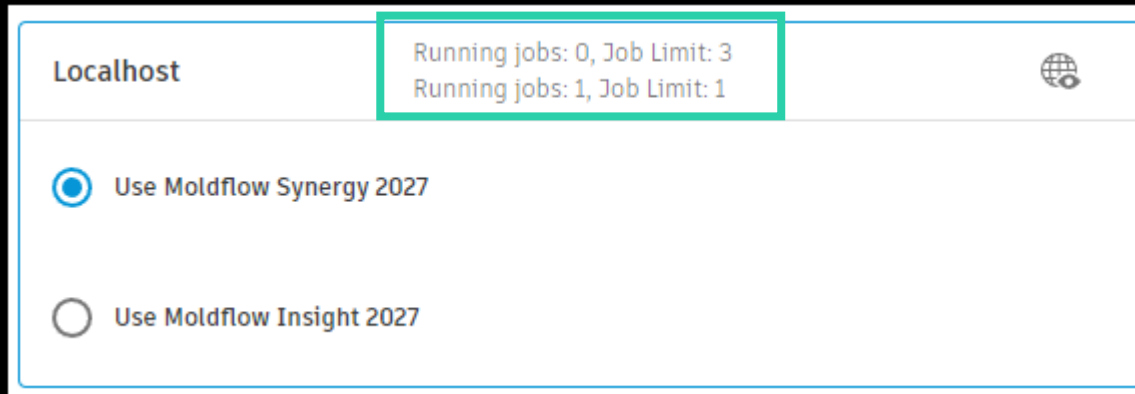 Localhost
Running jobs: 0, Job Limit: 3
Running jobs: 1, Job Limit: 1
Use Moldflow Synergy 2027
Use Moldflow Insight 2027